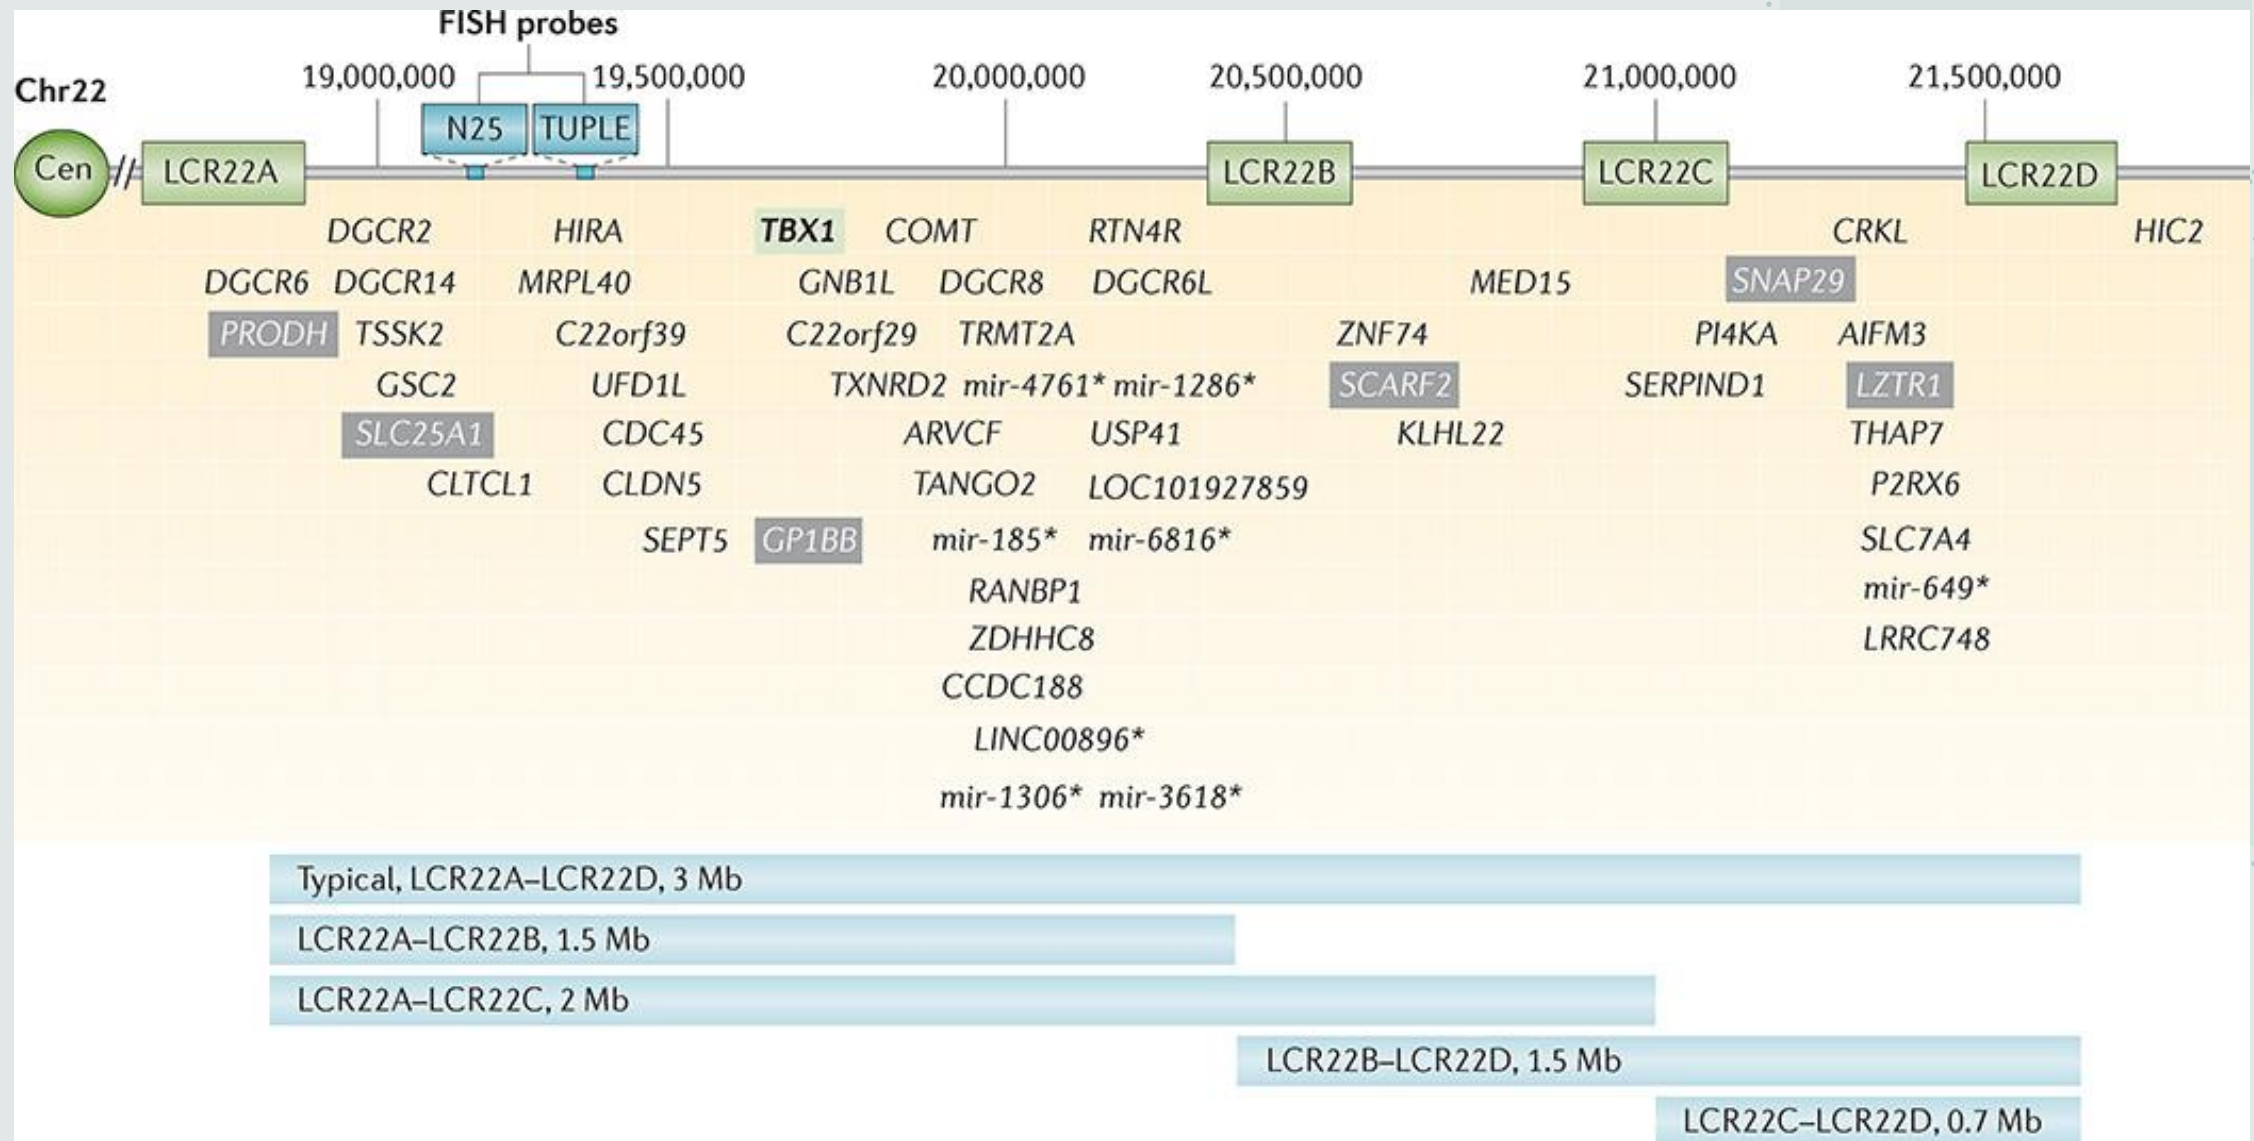 FISH probes
19,000,000 19,500,000 20,000,000 20,500,000 21,000,000 21,500,000
Chr22
N25 TUPLE
Cen LCR22A LCR22B LCR22C LCR22D
DGCR2 HIRA TBX1 COMT RTN4R CRKL HIC2
DGCR6 DGCR14 MRPL40 GNB1L DGCR8 DGCR6L MED15 SNAP29
PRODH TSSK2 C22orf39 C22orf29 TRMT2A ZNF74 PI4KA AIFM3
GSC2 UFD1L TXNRD2 mir-4761* mir-1286* SCARF2 SERPIND1 LZTR1
SLC25A1 CDC45 ARVCF USP41 KLHL22 THAP7
CLTCL1 CLDN5 TANGO2 LOC101927859 P2RX6
SEPT5 GP1BB mir-185* mir-6816* SLC7A4
RANBP1 mir-649*
ZDHHC8 LRRC748
CCDC188
LINC00896*
mir-1306* mir-3618*
Typical, LCR22A–LCR22D, 3 Mb
LCR22A–LCR22B, 1.5 Mb
LCR22A–LCR22C, 2 Mb
LCR22B–LCR22D, 1.5 Mb
LCR22C–LCR22D, 0.7 Mb